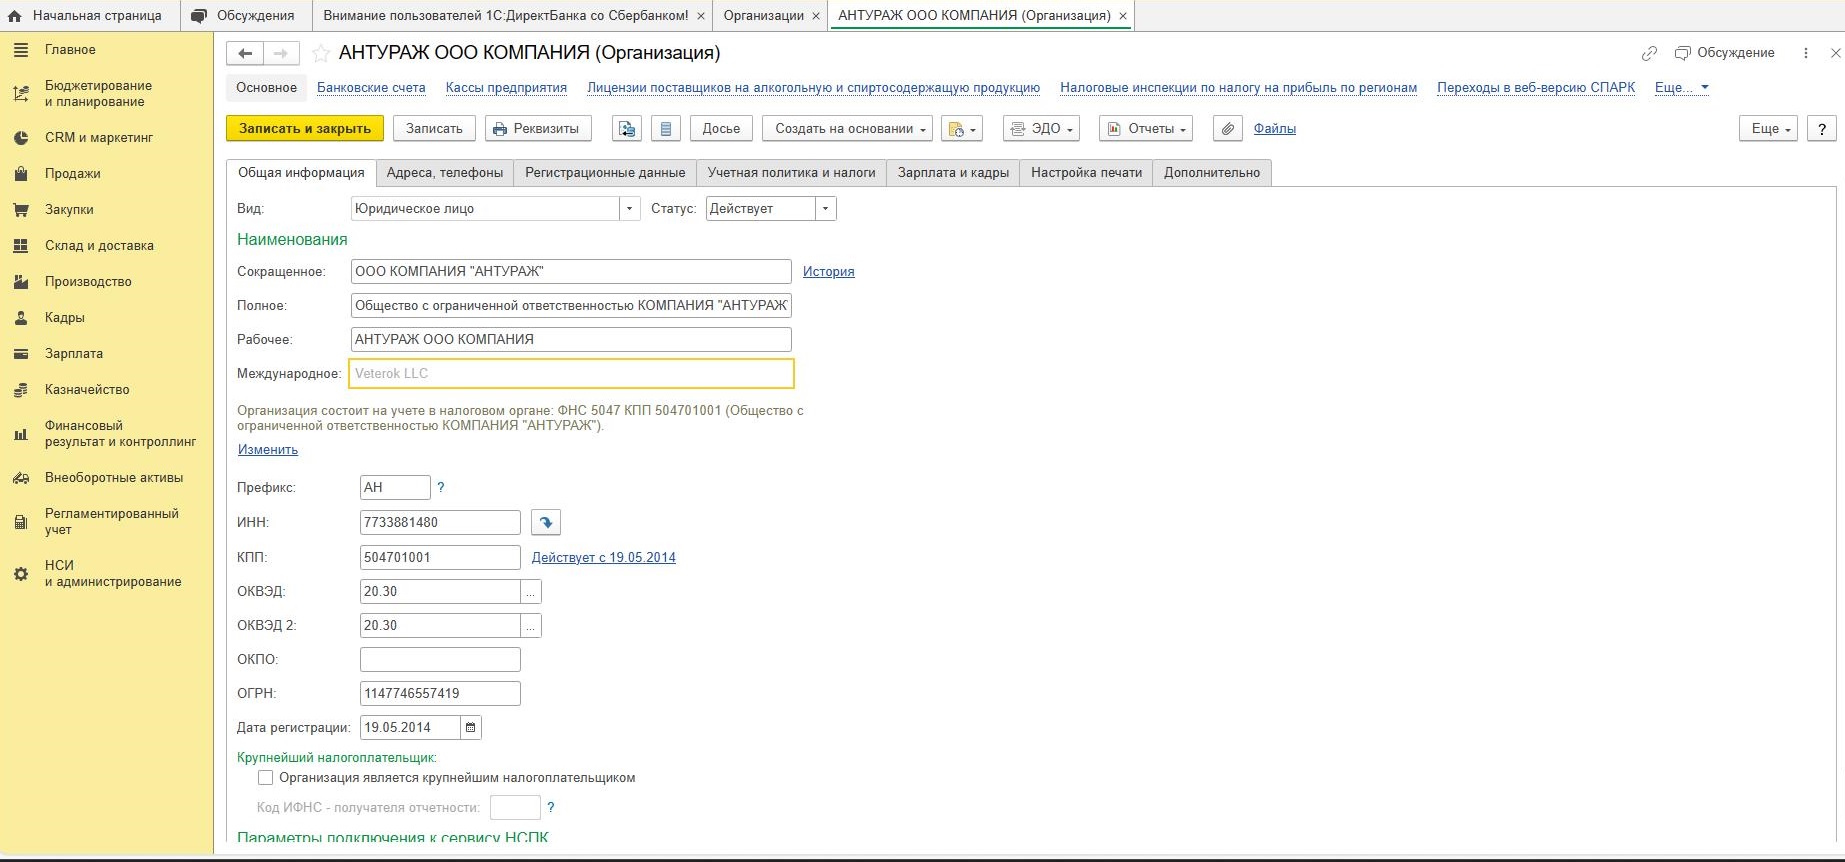 Начальная страница
Обсуждения
Внимание пользователей 1С:ДиректБанка со Сбербанком! ×
Организации ×
АНТУРАЖ ООО КОМПАНИЯ (Организация) ×
Главное
Бюджетирование
и планирование
CRM и маркетинг
Продажи
Закупки
Склад и доставка
Производство
Кадры
Зарплата
Казначейство
Финансовый
результат и контроллинг
Внеоборотные активы
Регламентированный
учет
НСИ
и администрирование
АНТУРАЖ ООО КОМПАНИЯ (Организация)
Обсуждение
Основное Банковские счета Кассы предприятия Лицензии поставщиков на алкогольную и спиртосодержащую продукцию Налоговые инспекции по налогу на прибыль по регионам Переходы в веб-версию СПАРК Еще...
Записать и закрыть Записать Реквизиты Досье Создать на основании ЭДО Отчеты Файлы Еще ?
Общая информация Адреса, телефоны Регистрационные данные Учетная политика и налоги Зарплата и кадры Настройка печати Дополнительно
Вид: Юридическое лицо Статус: Действует
Наименования
Сокращенное: ООО КОМПАНИЯ "АНТУРАЖ" История
Полное: Общество с ограниченной ответственностью КОМПАНИЯ "АНТУРАЖ"
Рабочее: АНТУРАЖ ООО КОМПАНИЯ
Международное: Veterok LLC
Организация состоит на учете в налоговом органе: ФНС 5047 КПП 504701001 (Общество с
ограниченной ответственностью КОМПАНИЯ "АНТУРАЖ").
Изменить
Префикс: АН ?
ИНН: 7733881480
КПП: 504701001 Действует с 19.05.2014
ОКВЭД: 20.30 ...
ОКВЭД 2: 20.30 ...
ОКПО:
ОГРН: 1147746557419
Дата регистрации: 19.05.2014
Крупнейший налогоплательщик:
Организация является крупнейшим налогоплательщиком
Код ИФНС - получателя отчетности: ?
Параметры подключения к сервису НСПК